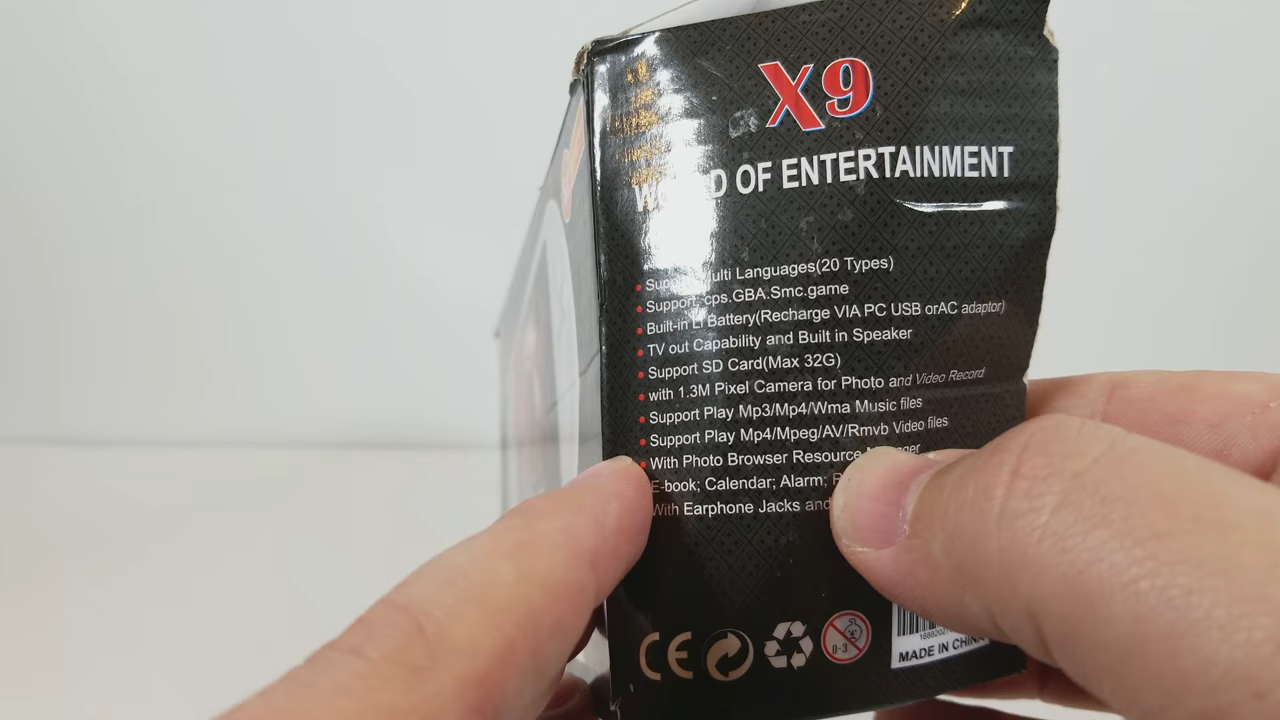 X9
OF ENTERTAINMENT
Languages(20 Types)
Support cps.GBA.Smc.game
Built-in LI Battery(Recharge VIA PC USB orAC adaptor)
TV out Capability and Built in Speaker
Support SD Card(Max 32G)
with 1.3M Pixel Camera for Photo and Video Record
Support Play Mp3/Mp4/Wma Music files
Support Play Mp4/Mpeg/AV/Rmvb Video files
With Photo Browser Resource
E-book; Calendar; Alarm;
With Earphone Jacks and
CE
0-3
MADE IN CHINA